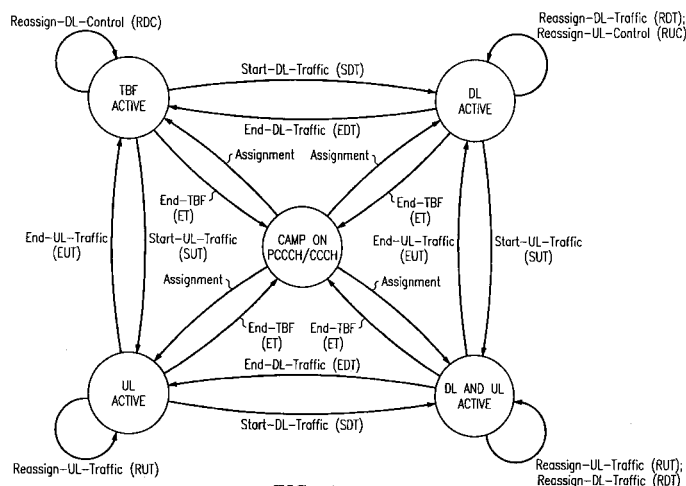 Reassign-DL-Control (RDC)
Reassign-DL-Traffic (RDT);
Reassign-UL-Control (RUC)
TBF
ACTIVE
Start-DL-Traffic (SDT)
DL
ACTIVE
End-DL-Traffic (EDT)
Assignment
Assignment
End-TBF
(ET)
End-TBF
(ET)
End-UL-Traffic
(EUT)
Start-UL-Traffic
(SUT)
CAMP ON
PCCCH/CCCH
End-UL-Traffic
(EUT)
Start-UL-Traffic
(SUT)
Assignment
Assignment
End-TBF
(ET)
End-TBF
(ET)
End-DL-Traffic (EDT)
UL
ACTIVE
DL AND UL
ACTIVE
Start-DL-Traffic (SDT)
Reassign-UL-Traffic (RUT)
Reassign-UL-Traffic (RUT);
Reassign-DL-Traffic (RDT)